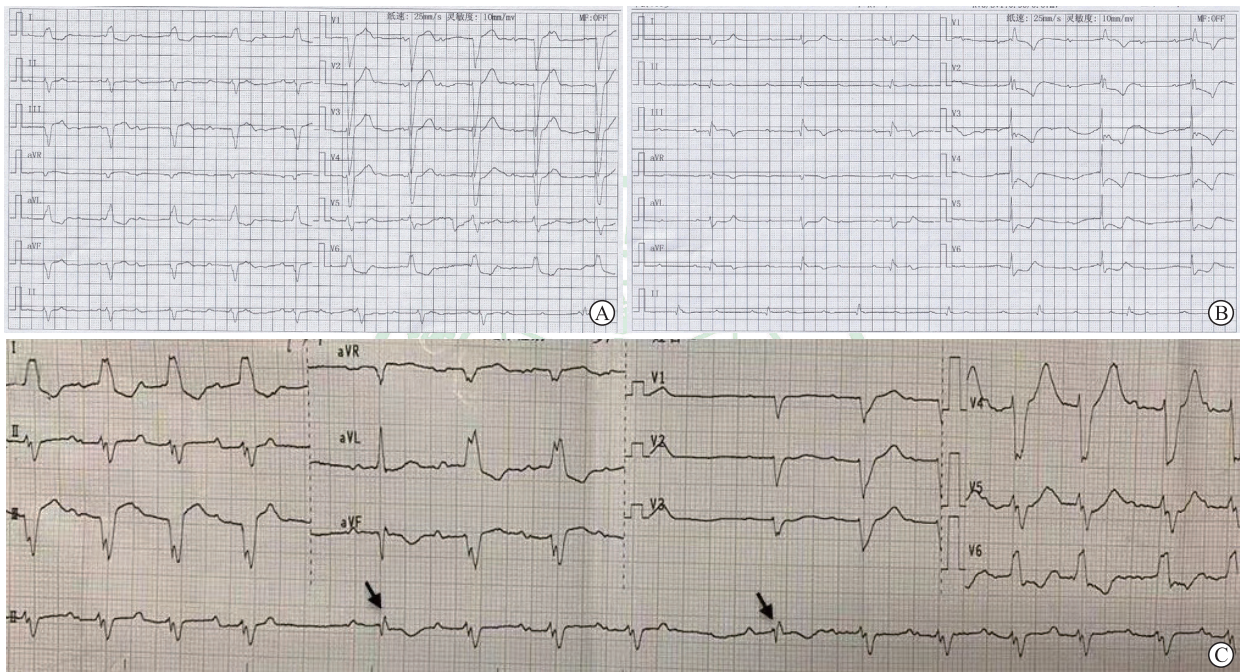 纸速: 25mm/s 灵敏度: 10mm/mv MF:OFF
I
II
III
aVR
aVL
aVF
II
V1
V2
V3
V4
V5
V6
A
纸速: 25mm/s 灵敏度: 10mm/mv MF:OFF
I
II
III
aVR
aVL
aVF
II
V1
V2
V3
V4
V5
V6
B
I
II
aVR
aVL
aVF
V1
V2
V3
V4
V5
V6
II
C